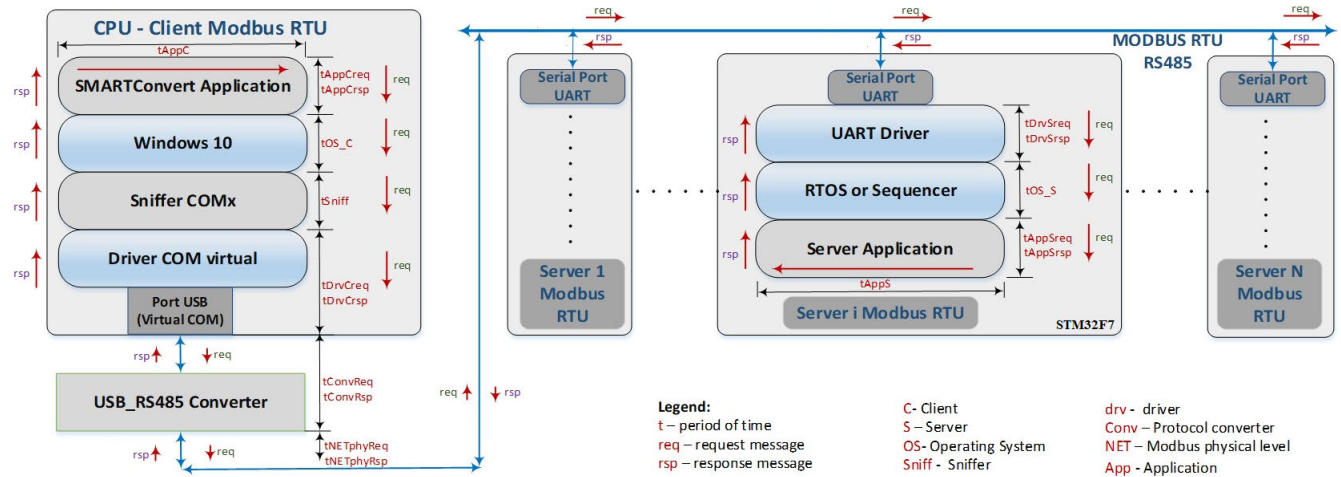 CPU - Client Modbus RTU
tAppC
SMARTConvert Application
tAppCreq
tAppCrsp
rsp
req
Windows 10
tOS_C
rsp
req
Sniffer COMx
tSniff
rsp
req
Driver COM virtual
tDrvCreq
tDrvCrsp
rsp
req
Port USB
(Virtual COM)
rsp
req
USB_RS485 Converter
tConvReq
tConvRsp
rsp
req
tNETphyReq
tNETphyRsp
req
rsp
req
rsp
req
rsp
req
rsp
MODBUS RTU
RS485
Serial Port
UART
Server 1
Modbus
RTU
Serial Port
UART
UART Driver
tDrvSreq
tDrvSrsp
rsp
req
RTOS or Sequencer
tOS_S
rsp
req
Server Application
tAppSreq
tAppSrsp
rsp
req
tAppS
Server i Modbus RTU
STM32F7
Serial Port
UART
Server N
Modbus
RTU
Legend:
t – period of time
req – request message
rsp – response message
C- Client
S – Server
OS- Operating System
Sniff - Sniffer
drv - driver
Conv – Protocol converter
NET – Modbus physical level
App - Application